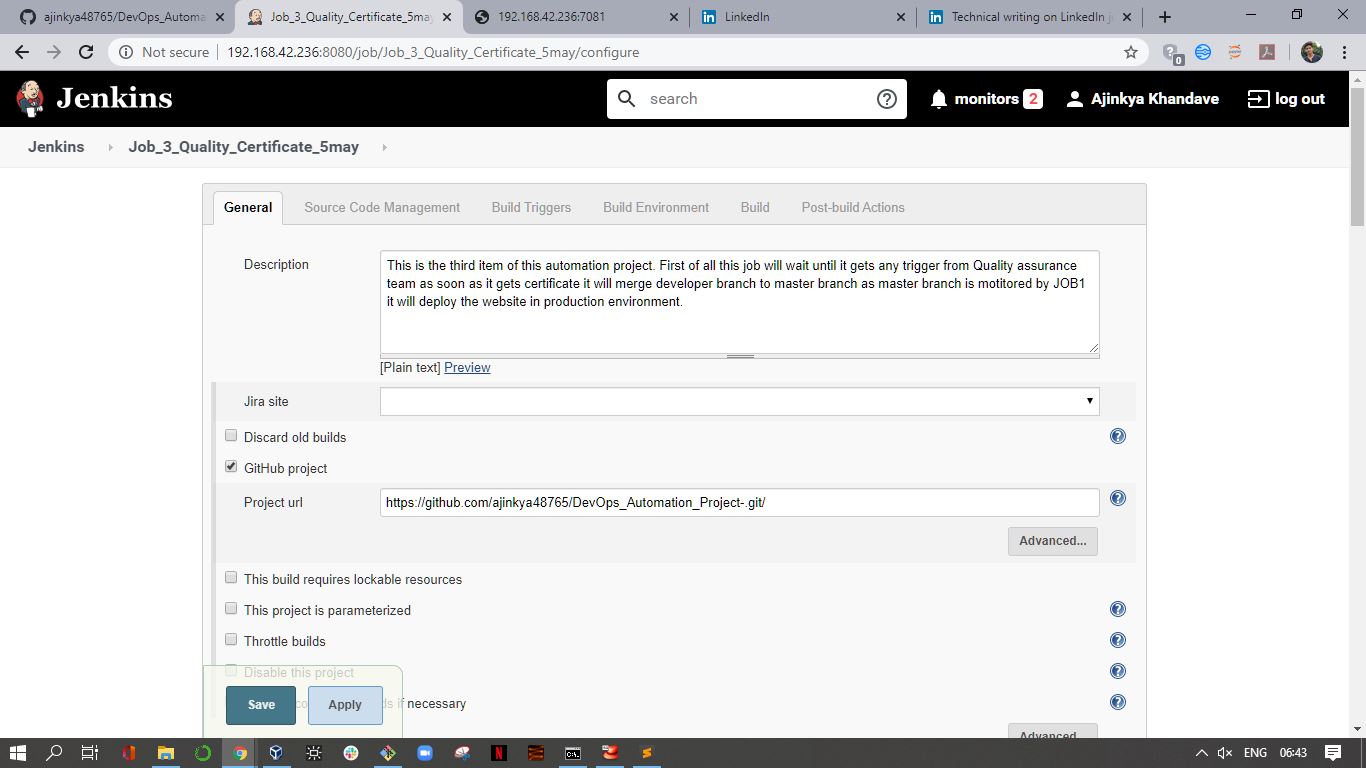 ajinkya48765/DevOps_Automa
Job_3_Quality_Certificate_5may
192.168.42.236:7081
LinkedIn
Technical writing on LinkedIn
Not secure
192.168.42.236:8080/job/Job_3_Quality_Certificate_5may/configure
0
Jenkins
search
monitors 2
Ajinkya Khandave
log out
Jenkins
Job_3_Quality_Certificate_5may
General
Source Code Management
Build Triggers
Build Environment
Build
Post-build Actions
Description
This is the third item of this automation project. First of all this job will wait until it gets any trigger from Quality assurance
team as soon as it gets certificate it will merge developer branch to master branch as master branch is motitored by JOB1
it will deploy the website in production environment.
[Plain text] Preview
Jira site
Discard old builds
GitHub project
Project url
https://github.com/ajinkya48765/DevOps_Automation_Project-.git/
Advanced...
This build requires lockable resources
This project is parameterized
Throttle builds
Disable this project
if necessary
Save
Apply
Advanced...
ENG
06:43